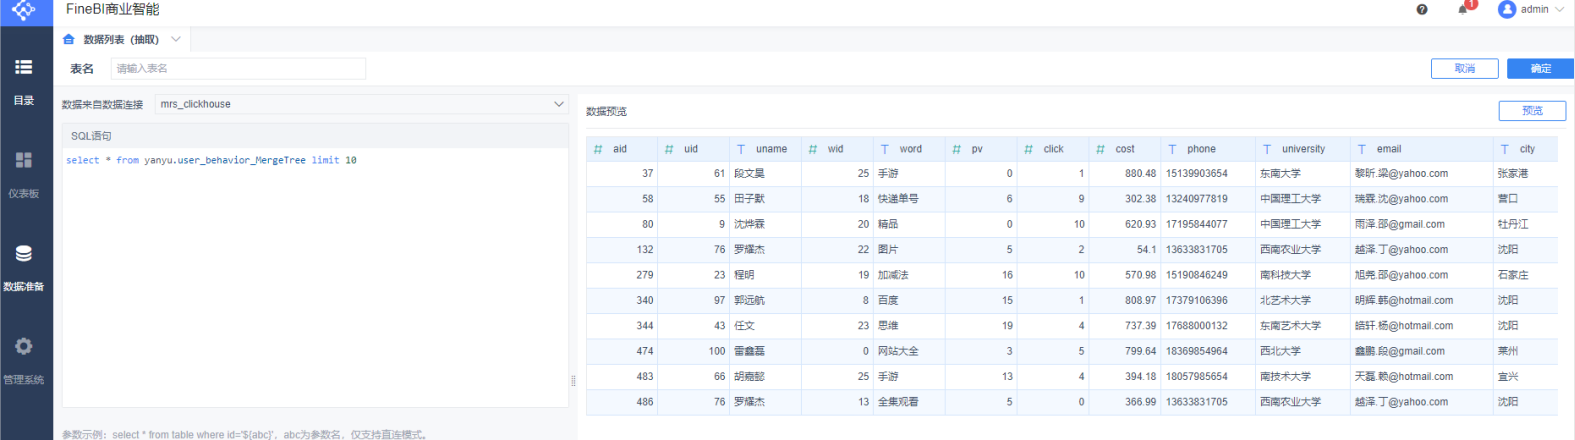 FineBI商业智能
1
admin
数据列表（抽取）
目录
仪表板
数据准备
管理系统
表名 请输入表名
取消 确定
数据来自数据连接 mrs_clickhouse
SQL语句
select * from yanyu.user_behavior_MergeTree limit 10
参数示例：select * from table where id='${abc}'，abc为参数名，仅支持直连模式。
数据预览 预览
aid uid uname wid word pv click cost phone university email city
37 61 段文昊 25 手游 0 1 880.48 15139903654 东南大学 黎昕.梁@yahoo.com 张家港
58 55 田子默 18 快递单号 6 9 302.38 13240977819 中国理工大学 瑞霖.沈@yahoo.com 营口
80 9 沈烨霖 20 精品 0 10 620.93 17195844077 中国理工大学 雨泽.邵@gmail.com 牡丹江
132 76 罗耀杰 22 图片 5 2 54.1 13633831705 西南农业大学 越泽.丁@yahoo.com 沈阳
279 23 程明 19 加减法 16 10 570.98 15190846249 南科技大学 旭尧.邵@yahoo.com 石家庄
340 97 郭远航 8 百度 15 1 808.97 17379106396 北艺术大学 明辉.韩@hotmail.com 沈阳
344 43 任文 23 思维 19 4 737.39 17688000132 东南艺术大学 皓轩.杨@hotmail.com 沈阳
474 100 雷鑫磊 0 网站大全 3 5 799.64 18369854964 西北大学 鑫鹏.段@gmail.com 莱州
483 66 胡熠懿 25 手游 13 4 394.18 18057985654 南技术大学 天磊.赖@hotmail.com 宜兴
486 76 罗耀杰 13 全集观看 5 0 366.99 13633831705 西南农业大学 越泽.丁@yahoo.com 沈阳